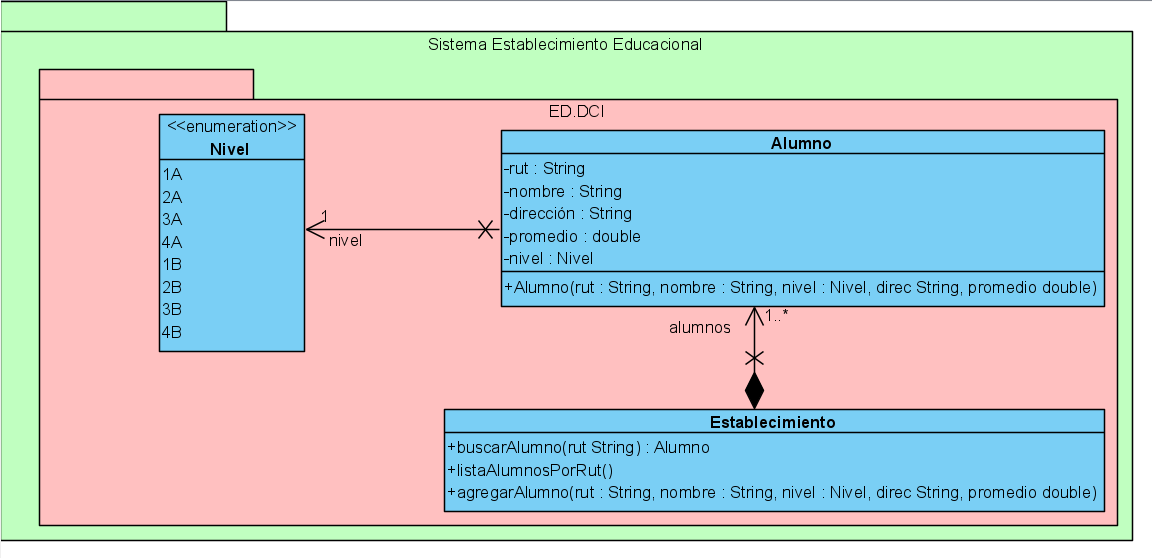 Sistema Establecimiento Educacional
ED.DCI
<<enumeration>>
Nivel
1A
2A
3A
4A
1B
2B
3B
4B
1
nivel
Alumno
-rut : String
-nombre : String
-dirección : String
-promedio : double
-nivel : Nivel
+Alumno(rut : String, nombre : String, nivel : Nivel, direc String, promedio double)
alumnos
1..*
Establecimiento
+buscarAlumno(rut String) : Alumno
+listaAlumnosPorRut()
+agregarAlumno(rut : String, nombre : String, nivel : Nivel, direc String, promedio double)